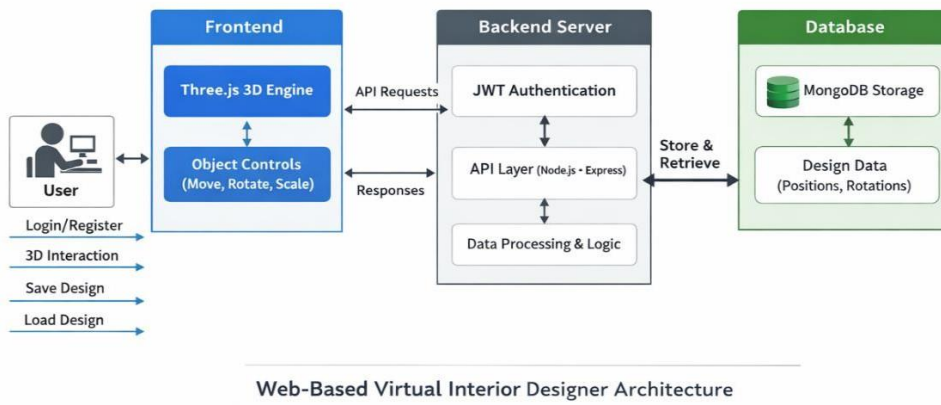 Frontend
Three.js 3D Engine
Object Controls
(Move, Rotate, Scale)
User
Login/Register
3D Interaction
Save Design
Load Design
API Requests
Responses
Backend Server
JWT Authentication
API Layer (Node.js - Express)
Data Processing & Logic
Store &
Retrieve
Database
MongoDB Storage
Design Data
(Positions, Rotations)
Web-Based Virtual Interior Designer Architecture